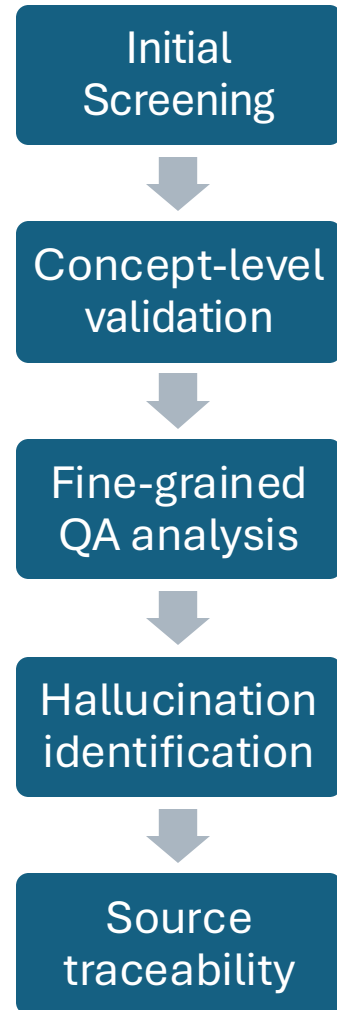 Initial
Screening
Concept-level
validation
Fine-grained
QA analysis
Hallucination
identification
Source
traceability